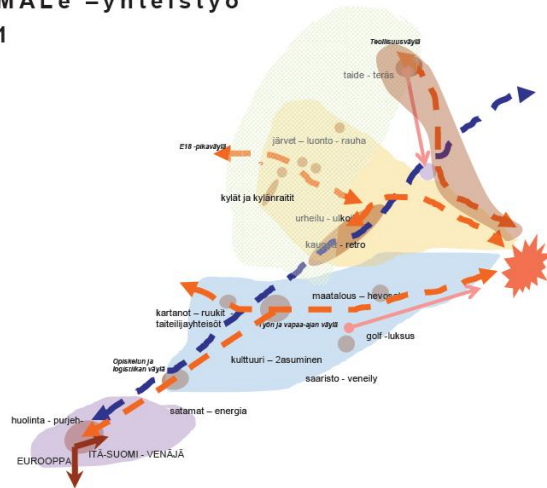 MALe –yhteistyö
1
Teollisuusväylä
taide - teräs
E18 -pikaväylä
järvet – luonto - rauha
kylät ja kylänraitit
urheilu - ulkoi
kauppa - retro
maatalous – hevoset
kartanot – ruukit -
taiteilijayhteisöt
Työn ja vapaa-ajan väylä
golf -luksus
Opiskelun ja
logistiikan väylä
kulttuuri – 2asuminen
saaristo - veneily
satamat – energia
huolinta - purjeh-
ITÄ-SUOMI - VENÄJÄ
EUROOPPA